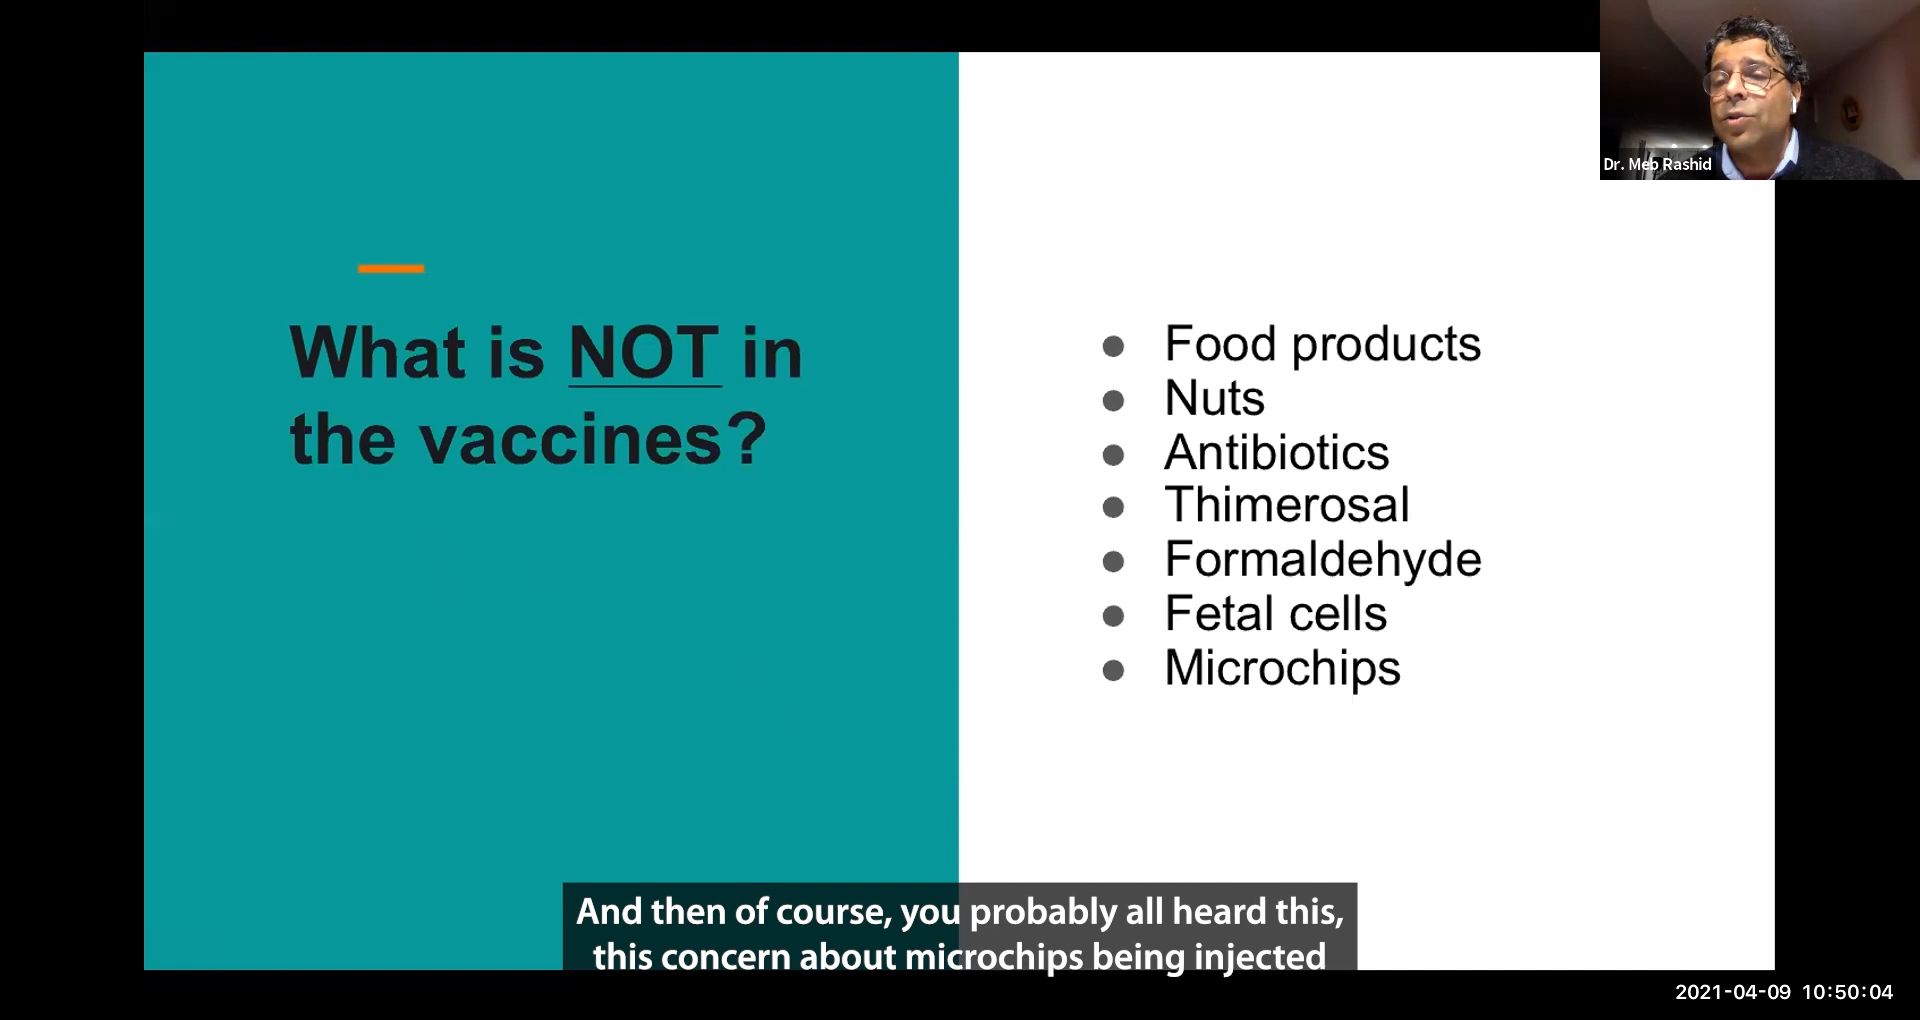 Dr. Meb Rashid
What is NOT in
the vaccines?
● Food products
● Nuts
● Antibiotics
● Thimerosal
● Formaldehyde
● Fetal cells
● Microchips
And then of course, you probably all heard this,
this concern about microchips being injected
2021-04-09 10:50:04